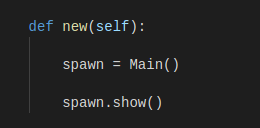 def new(self):
spawn = Main()
spawn.show()